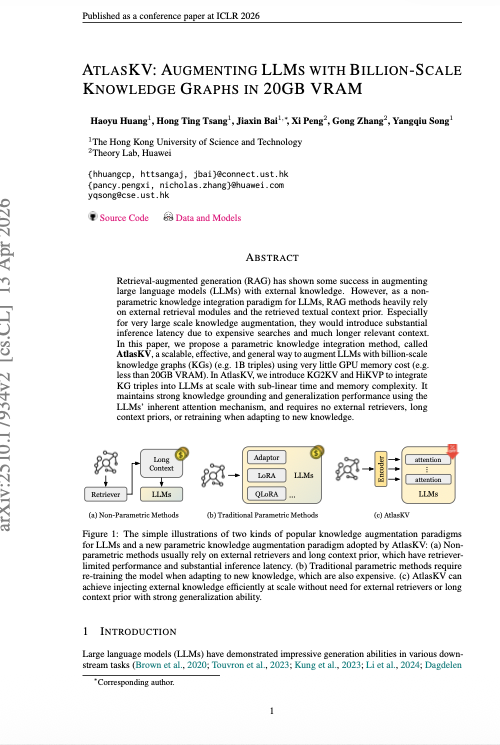 Published as a conference paper at ICLR 2026
ATLASKV: AUGMENTING LLMS WITH BILLION-SCALE
KNOWLEDGE GRAPHS IN 20GB VRAM
Haoyu Huang1, Hong Ting Tsang1, Jiaxin Bai1,*, Xi Peng2, Gong Zhang2, Yangqiu Song1
1The Hong Kong University of Science and Technology
2Theory Lab, Huawei
{hhuangcp, httsangaj, jbai}@connect.ust.hk
{pancy.pengxi, nicholas.zhang}@huawei.com
yqsong@cse.ust.hk
Source Code Data and Models
arXiv:2510.17934v2 [cs.CL] 13 Apr 2026
ABSTRACT
Retrieval-augmented generation (RAG) has shown some success in augmenting
large language models (LLMs) with external knowledge. However, as a non-
parametric knowledge integration paradigm for LLMs, RAG methods heavily rely
on external retrieval modules and the retrieved textual context prior. Especially
for very large scale knowledge augmentation, they would introduce substantial
inference latency due to expensive searches and much longer relevant context.
In this paper, we propose a parametric knowledge integration method, called
AtlasKV, a scalable, effective, and general way to augment LLMs with billion-scale
knowledge graphs (KGs) (e.g. 1B triples) using very little GPU memory cost (e.g.
less than 20GB VRAM). In AtlasKV, we introduce KG2KV and HiKVP to integrate
KG triples into LLMs at scale with sub-linear time and memory complexity. It
maintains strong knowledge grounding and generalization performance using the
LLMs' inherent attention mechanism, and requires no external retrievers, long
context priors, or retraining when adapting to new knowledge.
Long
Context
Retriever
LLMs
(a) Non-Parametric Methods
Adaptor
LoRA
QLoRA
...
LLMs
(b) Traditional Parametric Methods
Encoder
attention
⋮
attention
LLMs
(c) AtlasKV
Figure 1: The simple illustrations of two kinds of popular knowledge augmentation paradigms
for LLMs and a new parametric knowledge augmentation paradigm adopted by AtlasKV: (a) Non-
parametric methods usually rely on external retrievers and long context prior, which have retriever-
limited performance and substantial inference latency. (b) Traditional parametric methods require
re-training the model when adapting to new knowledge, which are also expensive. (c) AtlasKV can
achieve injecting external knowledge efficiently at scale without need for external retrievers or long
context prior with strong generalization ability.
1 INTRODUCTION
Large language models (LLMs) have demonstrated impressive generation abilities in various down-
stream tasks (Brown et al., 2020; Touvron et al., 2023; Kung et al., 2023; Li et al., 2024; Dagdelen
*Corresponding author.
1